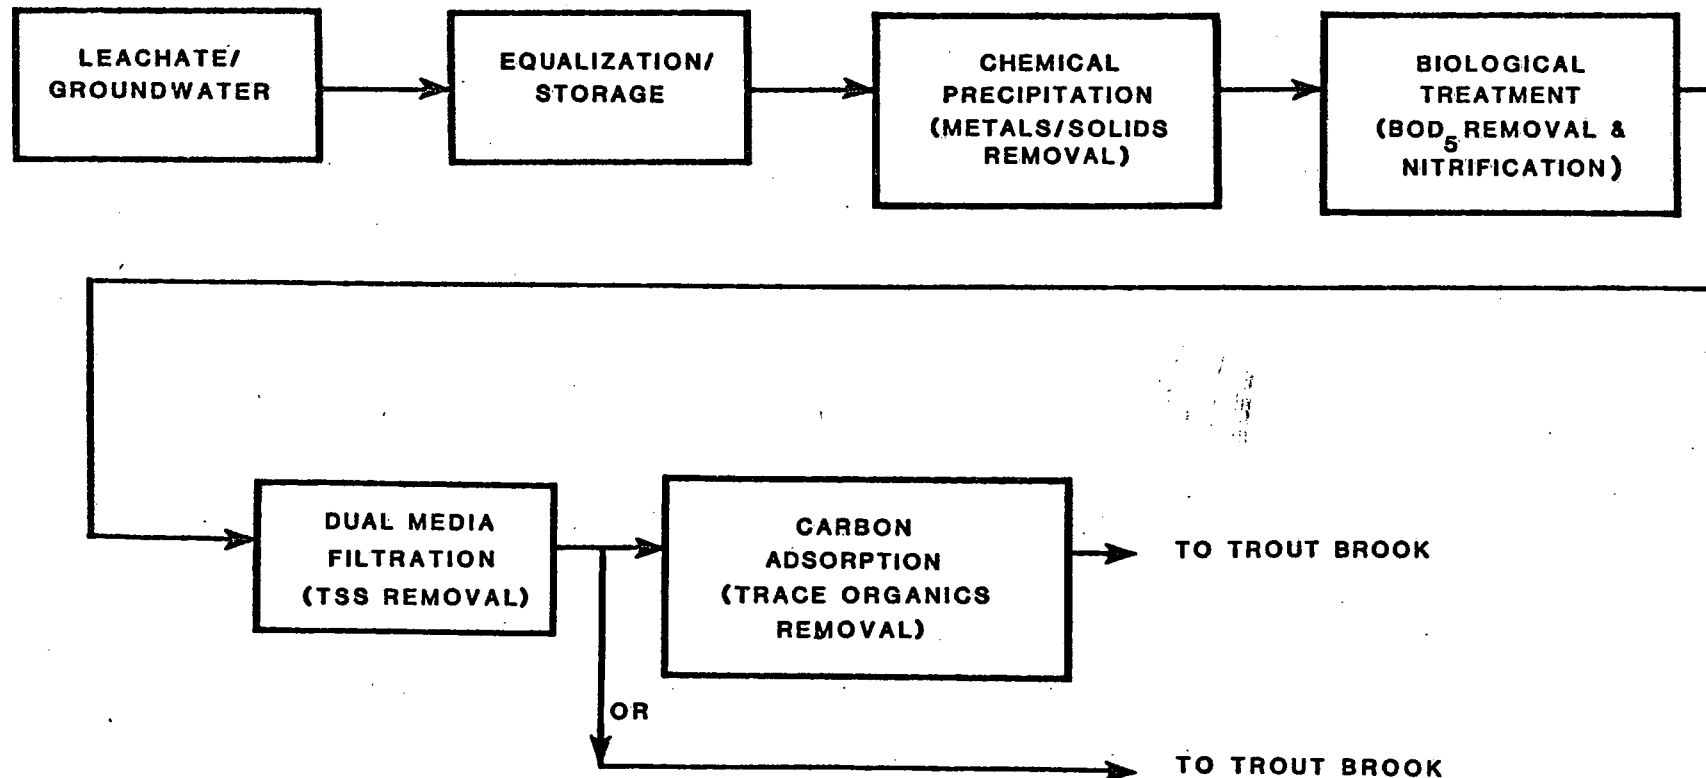 LEACHATE/
GROUNDWATER
EQUALIZATION/
STORAGE
CHEMICAL
PRECIPITATION
(METALS/SOLIDS
REMOVAL)
BIOLOGICAL
TREATMENT
(BOD5 REMOVAL &
NITRIFICATION)
DUAL MEDIA
FILTRATION
(TSS REMOVAL)
CARBON
ADSORPTION
(TRACE ORGANICS
REMOVAL)
TO TROUT BROOK
OR
TO TROUT BROOK